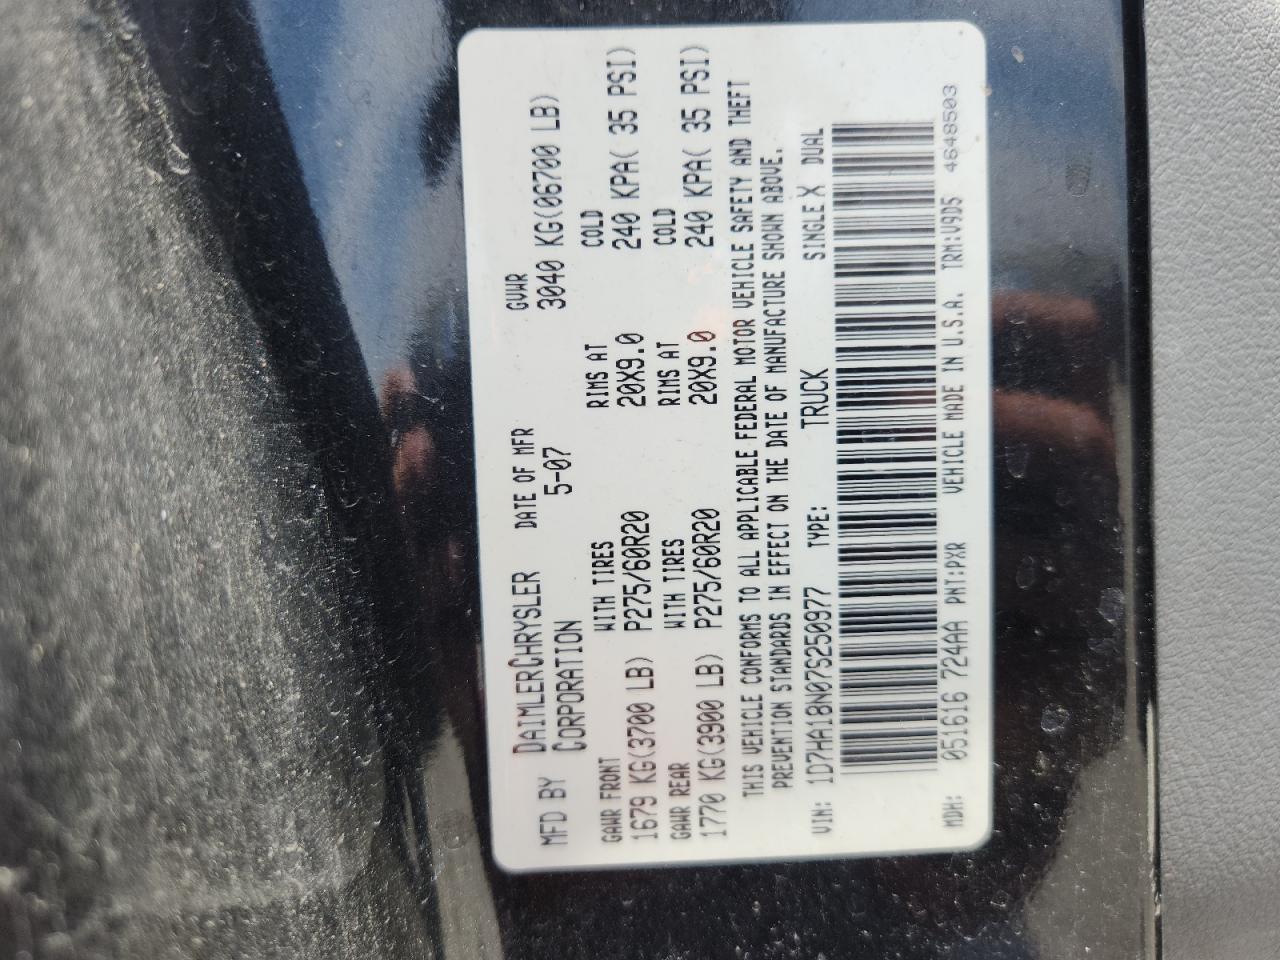 MFD BY DAIMLERCHRYSLER CORPORATION DATE OF MFR 5-07 GVWR 3040 KG(06700 LB)
GAWR FRONT WITH TIRES RIMS AT COLD
1679 KG(3700 LB) P275/60R20 20X9.0 240 KPA( 35 PSI)
GAWR REAR WITH TIRES RIMS AT COLD
1770 KG(3900 LB) P275/60R20 20X9.0 240 KPA( 35 PSI)
THIS VEHICLE CONFORMS TO ALL APPLICABLE FEDERAL MOTOR VEHICLE SAFETY AND THEFT
PREVENTION STANDARDS IN EFFECT ON THE DATE OF MANUFACTURE SHOWN ABOVE.
VIN: 1D7HA18N07S250977 TYPE: TRUCK SINGLE X DUAL
MDH: 051616 724AA PNT:PXR VEHICLE MADE IN U.S.A. TRM:V9D5 4648503